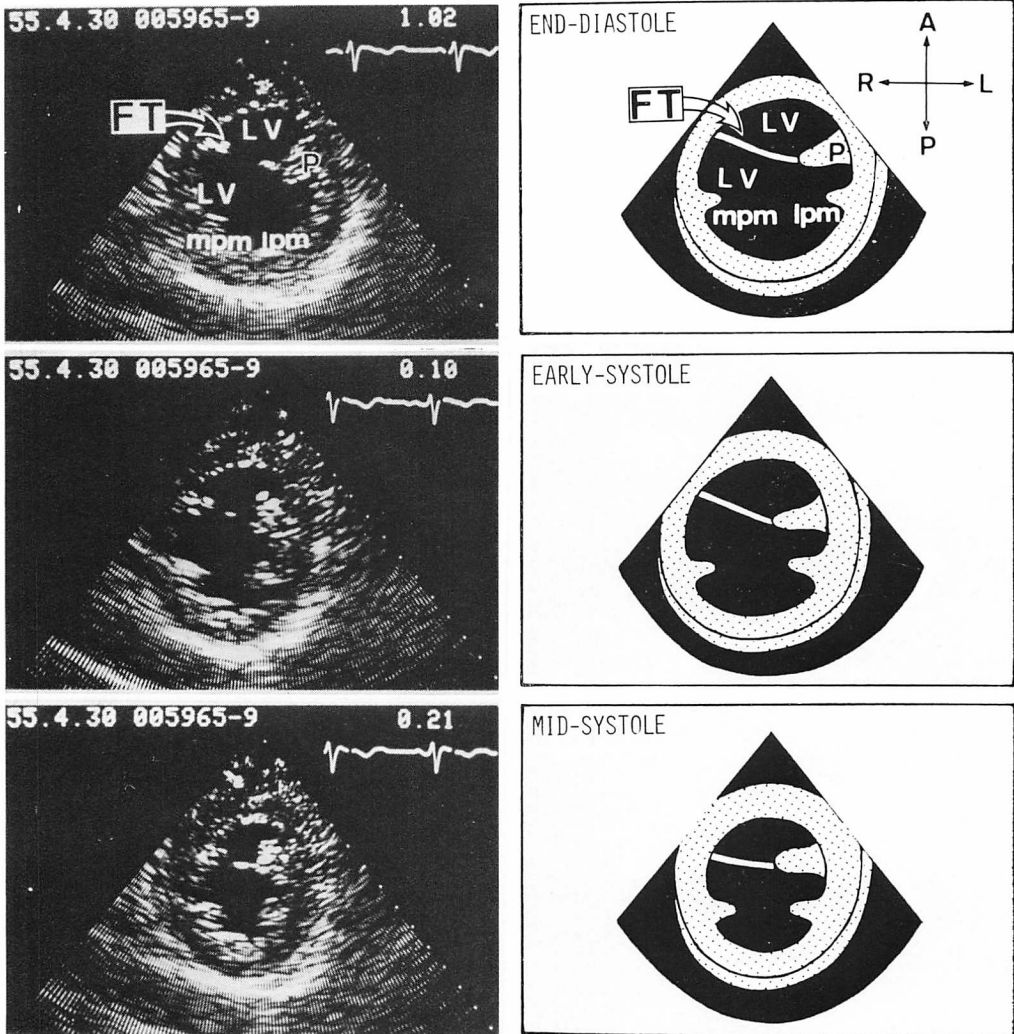 55.4.30 005965-9 1.02
FT
LV
P
LV
mpm lpm
END-DIASTOLE
A
R L
P
FT
LV
P
LV
mpm lpm
55.4.30 005965-9 0.10
EARLY-SYSTOLE
55.4.30 005965-9 0.21
MID-SYSTOLE